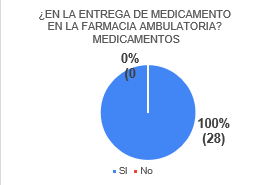 ¿EN LA ENTREGA DE MEDICAMENTO
EN LA FARMACIA AMBULATORIA?
MEDICAMENTOS
0%
(0
100%
(28)
SI No